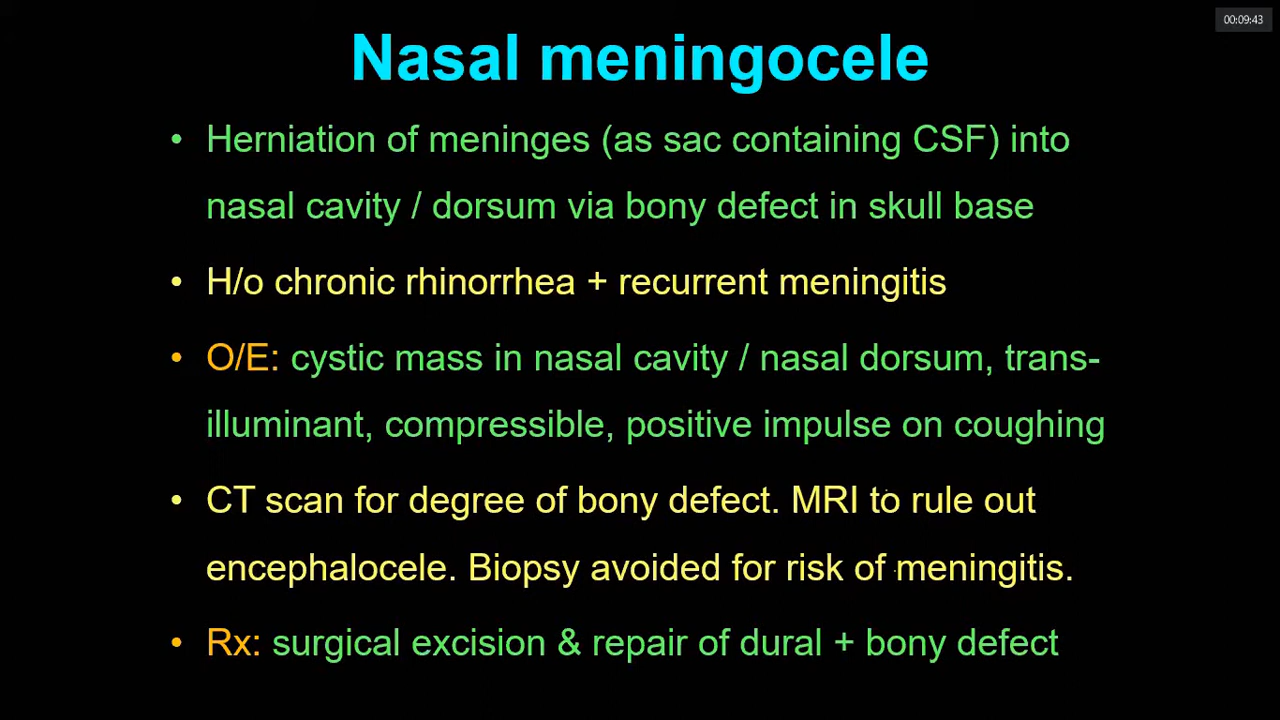 00:09:43
Nasal meningocele
• Herniation of meninges (as sac containing CSF) into
nasal cavity / dorsum via bony defect in skull base
• H/o chronic rhinorrhea + recurrent meningitis
• O/E: cystic mass in nasal cavity / nasal dorsum, trans-
illuminant, compressible, positive impulse on coughing
• CT scan for degree of bony defect. MRI to rule out
encephalocele. Biopsy avoided for risk of meningitis.
• Rx: surgical excision & repair of dural + bony defect